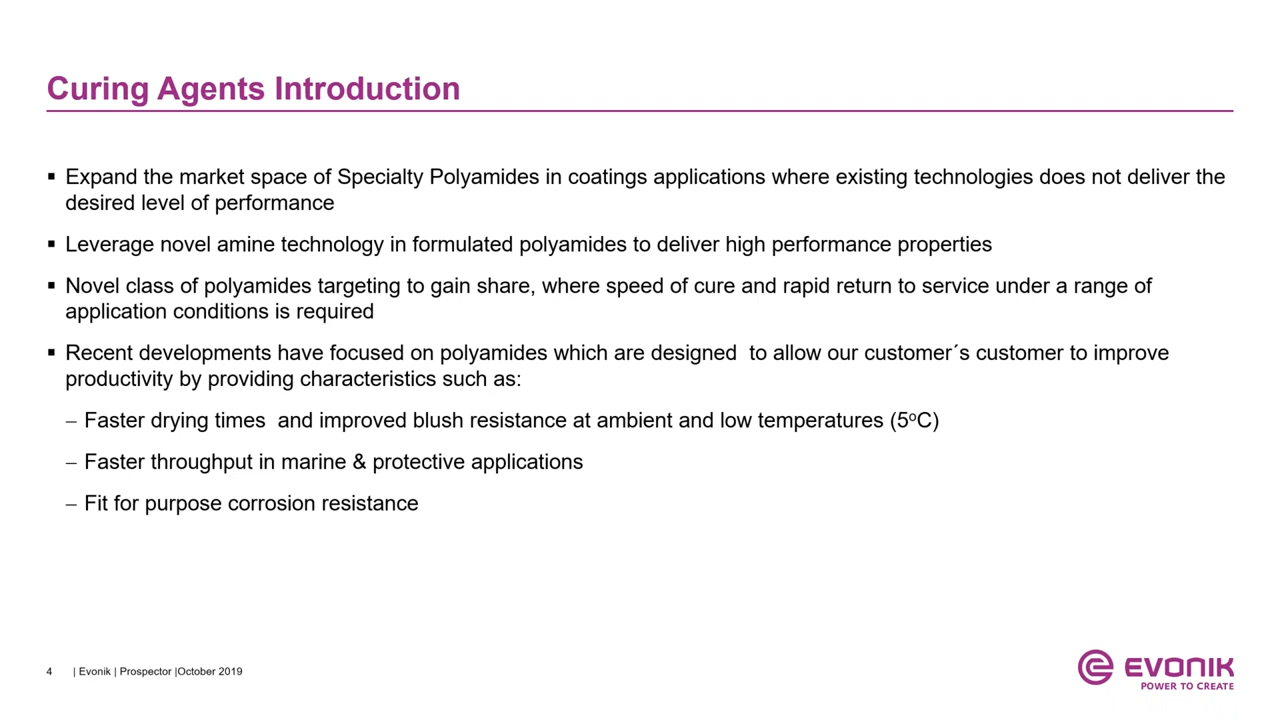 Curing Agents Introduction
▪ Expand the market space of Specialty Polyamides in coatings applications where existing technologies does not deliver the
desired level of performance
▪ Leverage novel amine technology in formulated polyamides to deliver high performance properties
▪ Novel class of polyamides targeting to gain share, where speed of cure and rapid return to service under a range of
application conditions is required
▪ Recent developments have focused on polyamides which are designed  to allow our customer´s customer to improve
productivity by providing characteristics such as:
– Faster drying times  and improved blush resistance at ambient and low temperatures (5ºC)
– Faster throughput in marine & protective applications
– Fit for purpose corrosion resistance
4 | Evonik | Prospector |October 2019
EVONIK
POWER TO CREATE